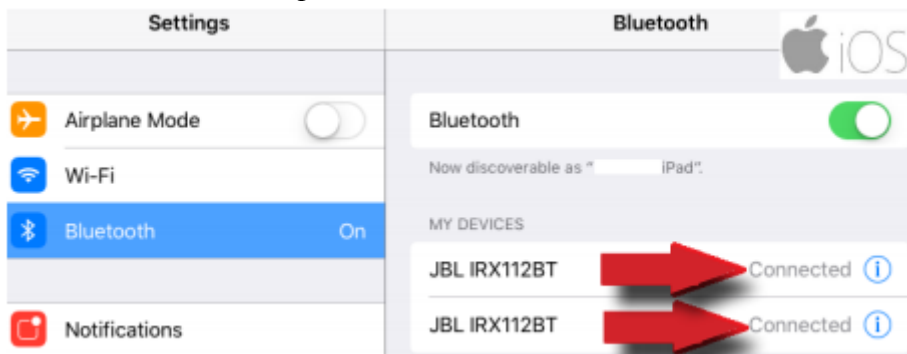 Settings
Bluetooth
iOS
Airplane Mode
Bluetooth
Wi-Fi
Now discoverable as " iPad".
Bluetooth On
MY DEVICES
JBL IRX112BT Connected
Notifications
JBL IRX112BT Connected